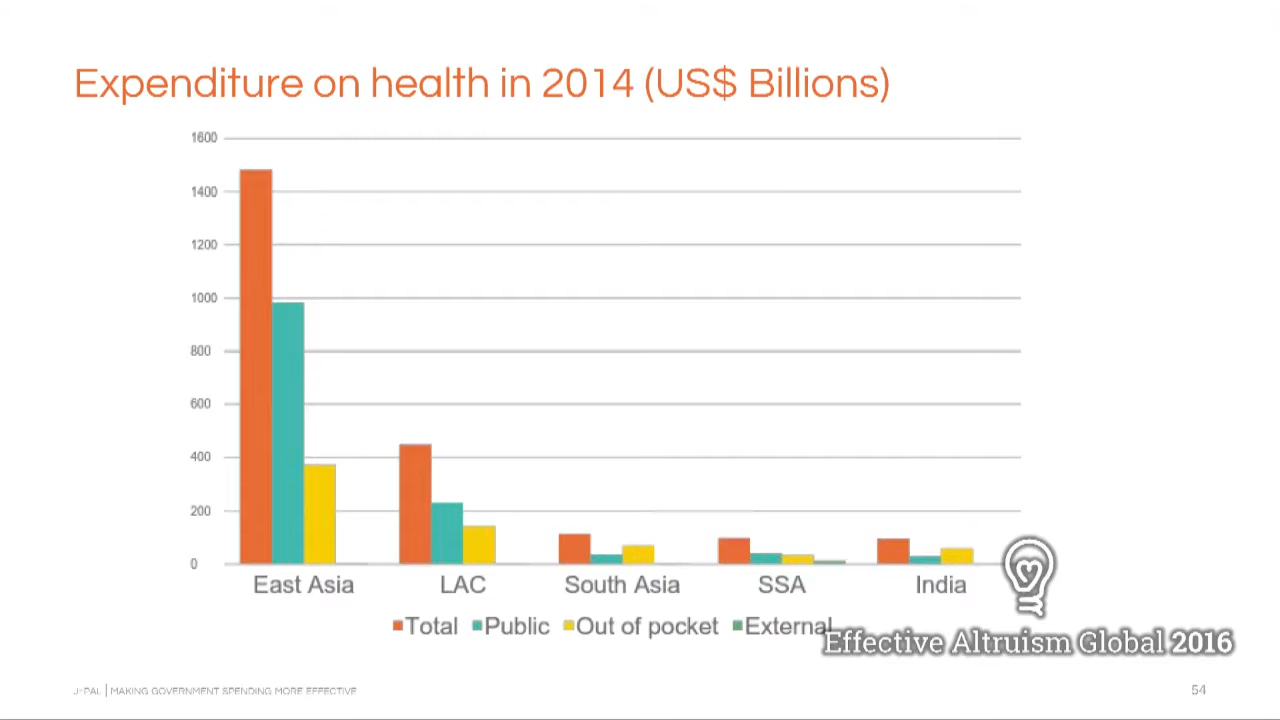 Expenditure on health in 2014 (US$ Billions)
1600
1400
1200
1000
800
600
400
200
0
East Asia LAC South Asia SSA India
Total Public Out of pocket External
Effective Altruism Global 2016
J-PAL | MAKING GOVERNMENT SPENDING MORE EFFECTIVE 54